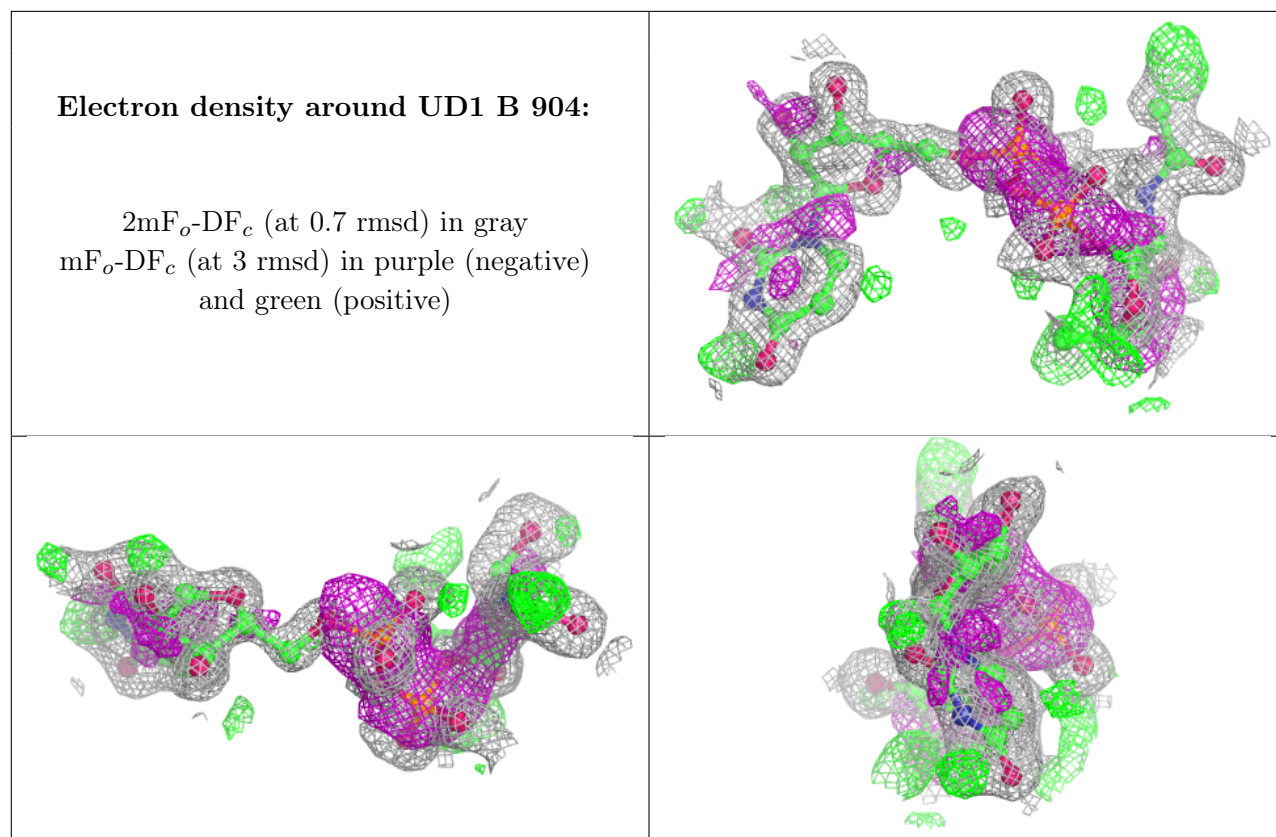 Electron density around UD1 B 904:
2mFₒ-DF𝑐 (at 0.7 rmsd) in gray
mFₒ-DF𝑐 (at 3 rmsd) in purple (negative)
and green (positive)